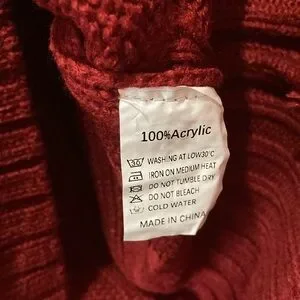 100%Acrylic
WASHING AT LOW30°C
IRON ON MEDIUM HEAT
DO NOT TUMBLE DRY
DO NOT BLEACH
COLD WATER
MADE IN CHINA